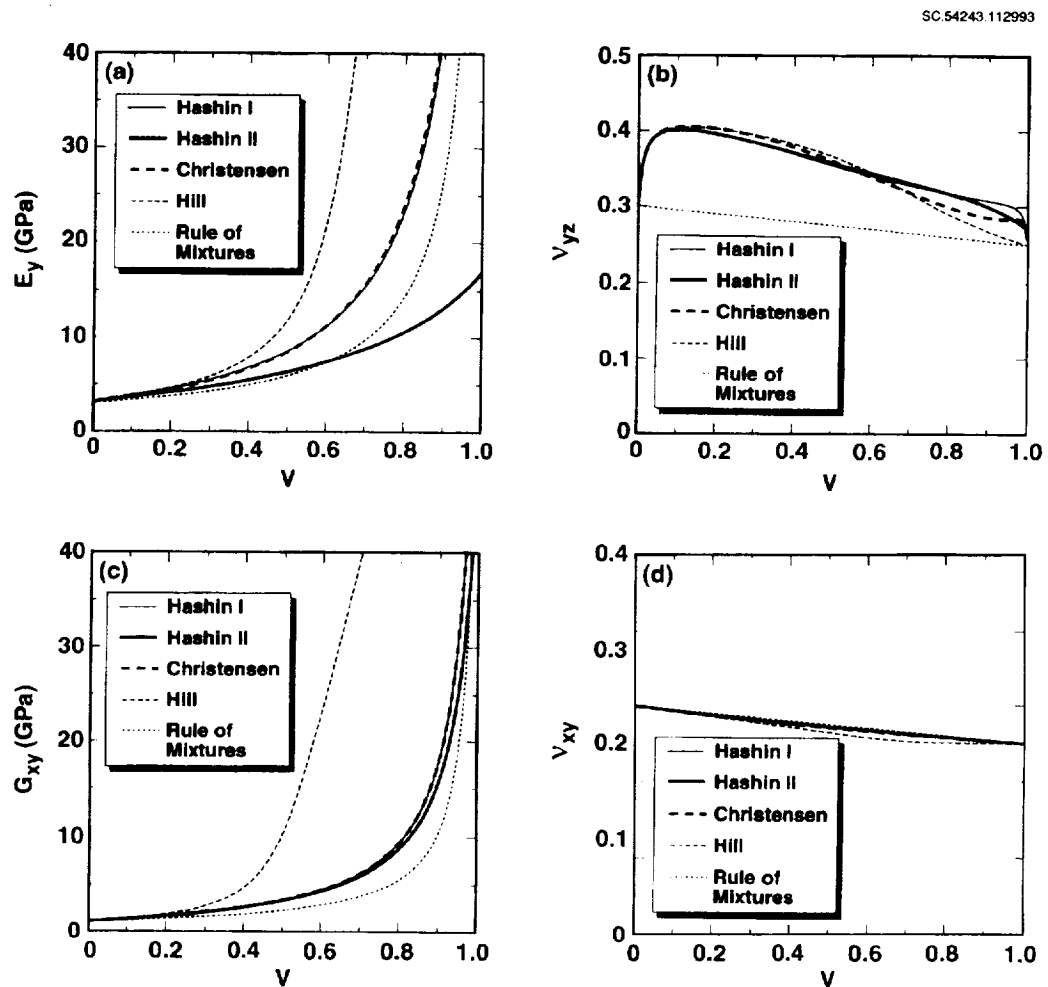 SC.54243.112993
(a)
Hashin I
Hashin II
Christensen
Hill
Rule of
Mixtures
E_y (GPa)
40
30
20
10
0
0 0.2 0.4 0.6 0.8 1.0
V
(b)
Hashin I
Hashin II
Christensen
Hill
Rule of
Mixtures
ν_yz
0.5
0.4
0.3
0.2
0.1
0
0 0.2 0.4 0.6 0.8 1.0
V
(c)
Hashin I
Hashin II
Christensen
Hill
Rule of
Mixtures
G_xy (GPa)
40
30
20
10
0
0 0.2 0.4 0.6 0.8 1.0
V
(d)
Hashin I
Hashin II
Christensen
Hill
Rule of
Mixtures
ν_xy
0.4
0.3
0.2
0.1
0
0 0.2 0.4 0.6 0.8 1.0
V